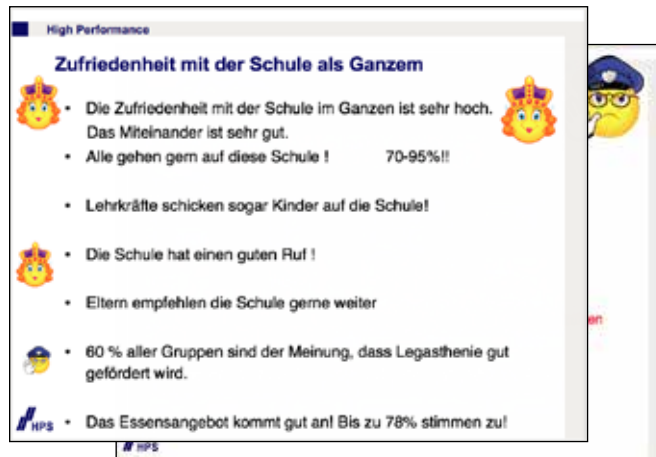 High Performance
Zufriedenheit mit der Schule als Ganzem
• Die Zufriedenheit mit der Schule im Ganzen ist sehr hoch.
Das Miteinander ist sehr gut.
• Alle gehen gern auf diese Schule ! 70-95%!!
• Lehrkräfte schicken sogar Kinder auf die Schule!
• Die Schule hat einen guten Ruf !
• Eltern empfehlen die Schule gerne weiter
en
• 60 % aller Gruppen sind der Meinung, dass Legasthenie gut
gefördert wird.
HPS • Das Essensangebot kommt gut an! Bis zu 78% stimmen zu!
HPS